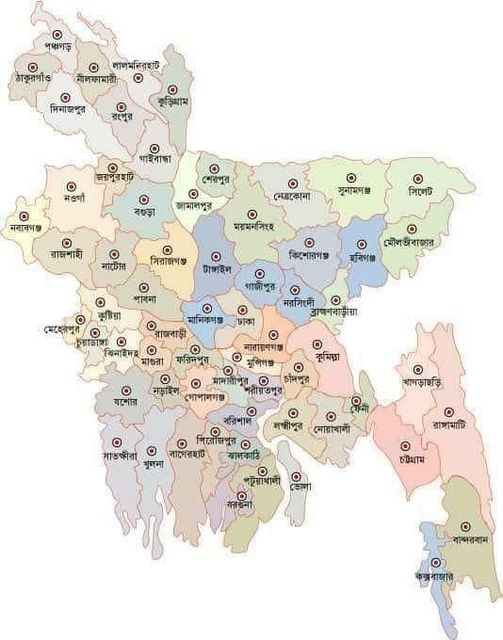 পঞ্চগড়
ঠাকুরগাঁও
নীলফামারী
লালমনিরহাট
দিনাজপুর
রংপুর
কুড়িগ্রাম
গাইবান্ধা
জয়পুরহাট
নওগাঁ
বগুড়া
জামালপুর
শেরপুর
নেত্রকোনা
সুনামগঞ্জ
সিলেট
নবাবগঞ্জ
রাজশাহী
নাটোর
সিরাজগঞ্জ
টাঙ্গাইল
ময়মনসিংহ
কিশোরগঞ্জ
হবিগঞ্জ
মৌলভীবাজার
পাবনা
গাজীপুর
নরসিংদী
ব্রাহ্মণবাড়ীয়া
কুষ্টিয়া
মেহেরপুর
চুয়াডাঙ্গা
ঝিনাইদহ
রাজবাড়ী
মানিকগঞ্জ
ঢাকা
নারায়ণগঞ্জ
কুমিল্লা
মাগুরা
ফরিদপুর
মুন্সিগঞ্জ
চাঁদপুর
যশোর
নড়াইল
গোপালগঞ্জ
মাদারীপুর
শরীয়তপুর
লক্ষীপুর
নোয়াখালী
ফেনী
খাগড়াছড়ি
রাঙ্গামাটি
সাতক্ষীরা
খুলনা
বাগেরহাট
পিরোজপুর
বরিশাল
ঝালকাঠি
পটুয়াখালী
বরগুনা
ভোলা
চট্টগ্রাম
বান্দরবান
কক্সবাজার